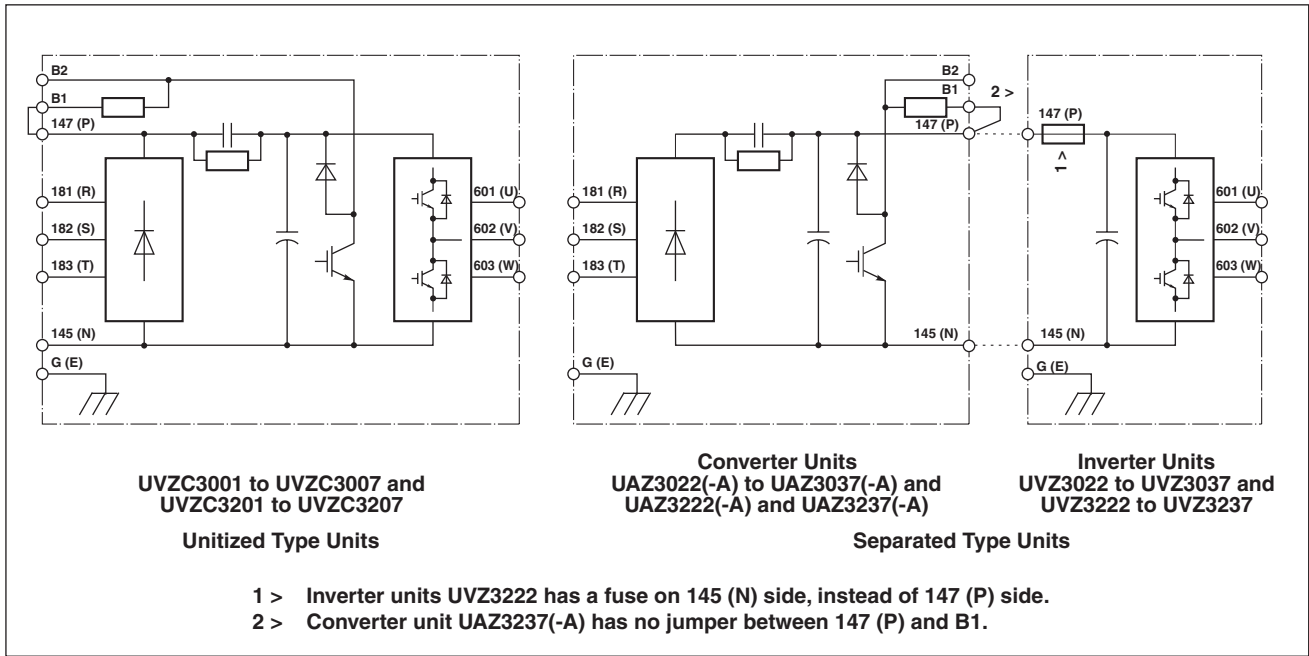 B2
B1
147 (P)
181 (R)
182 (S)
183 (T)
145 (N)
G (E)
601 (U)
602 (V)
603 (W)
UVZC3001 to UVZC3007 and
UVZC3201 to UVZC3207
Unitized Type Units
B2
B1
2 >
147 (P)
181 (R)
182 (S)
183 (T)
145 (N)
G (E)
Converter Units
UAZ3022(-A) to UAZ3037(-A) and
UAZ3222(-A) and UAZ3237(-A)
147 (P)
1 >
601 (U)
602 (V)
603 (W)
145 (N)
G (E)
Inverter Units
UVZ3022 to UVZ3037 and
UVZ3222 to UVZ3237
Separated Type Units
1 > Inverter units UVZ3222 has a fuse on 145 (N) side, instead of 147 (P) side.
2 > Converter unit UAZ3237(-A) has no jumper between 147 (P) and B1.